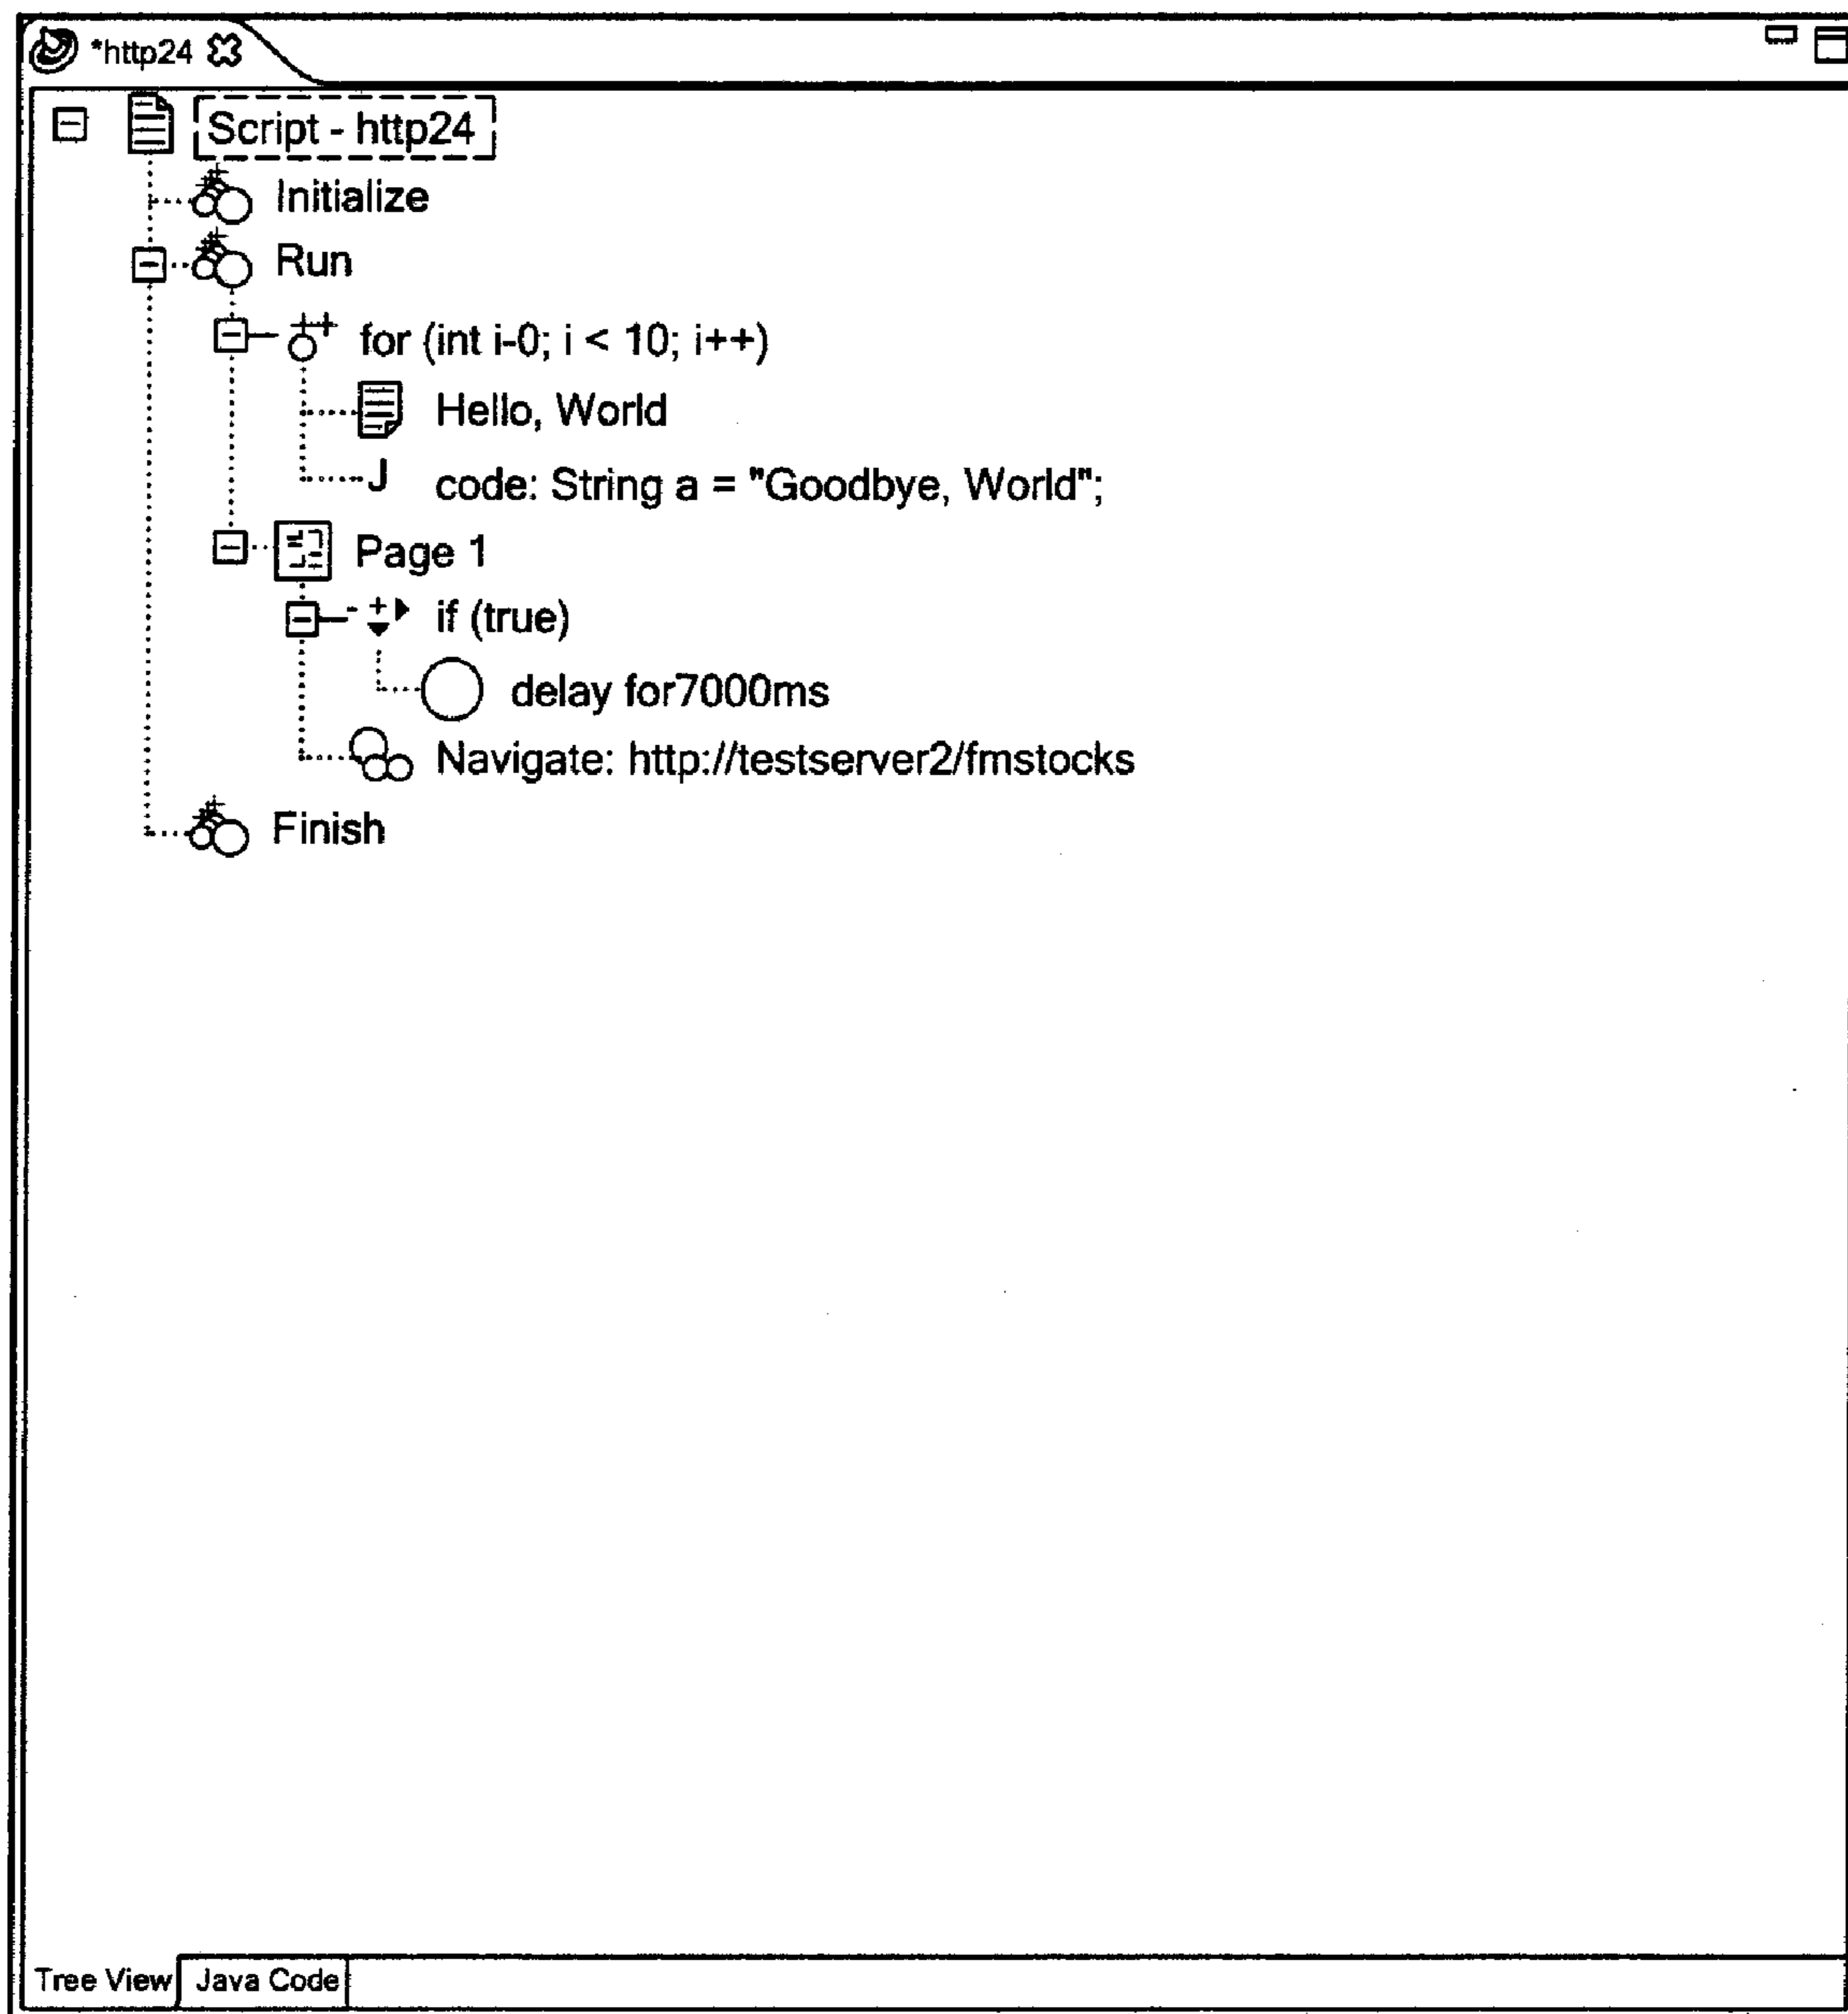 *http24
Script - http24
Initialize
Run
for (int i-0; i < 10; i++)
Hello, World
J code: String a = "Goodbye, World";
Page 1
if (true)
delay for7000ms
Navigate: http://testserver2/fmstocks
Finish
Tree View Java Code